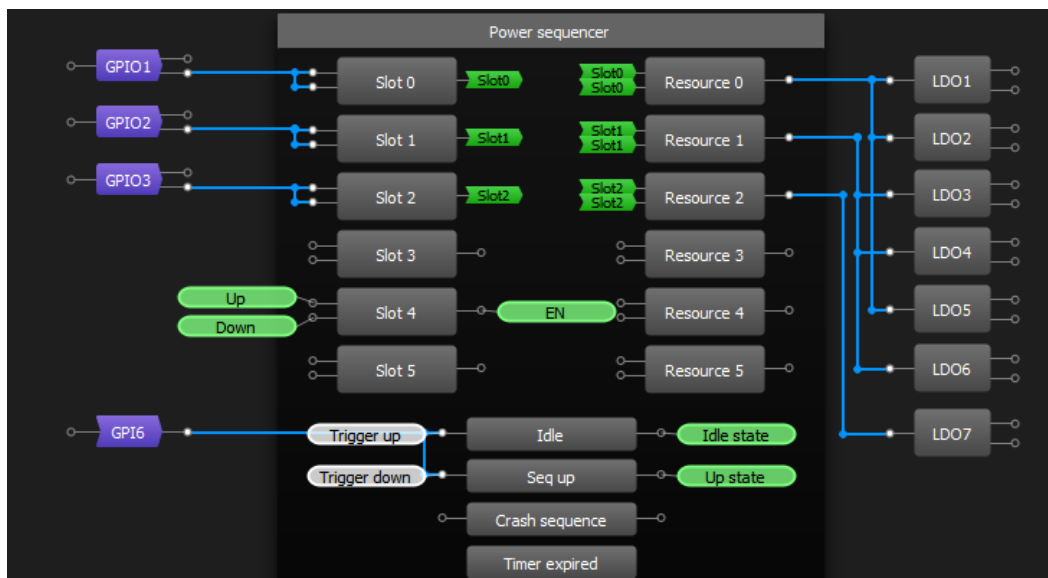 Power sequencer
GPIO1
Slot 0
Slot0
Slot0
Slot0
Resource 0
LDO1
GPIO2
Slot 1
Slot1
Slot1
Slot1
Resource 1
LDO2
GPIO3
Slot 2
Slot2
Slot2
Slot2
Resource 2
LDO3
Slot 3
Resource 3
LDO4
Up
Down
Slot 4
EN
Resource 4
LDO5
Slot 5
Resource 5
LDO6
GPI6
Trigger up
Idle
Idle state
LDO7
Trigger down
Seq up
Up state
Crash sequence
Timer expired